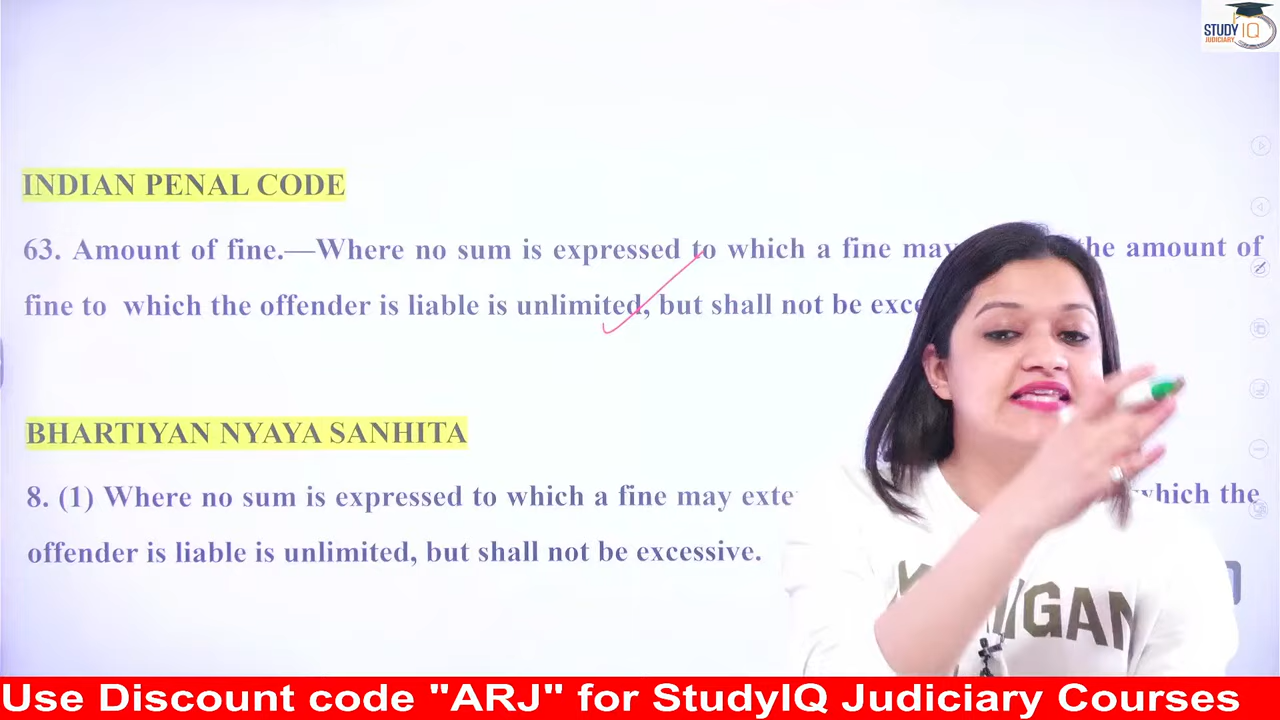 STUDY IQ
JUDICIARY
INDIAN PENAL CODE
63. Amount of fine.—Where no sum is expressed to which a fine may the amount of
fine to which the offender is liable is unlimited, but shall not be
BHARTIYAN NYAYA SANHITA
8. (1) Where no sum is expressed to which a fine may which the
offender is liable is unlimited, but shall not be excessive.
Use Discount code "ARJ" for StudyIQ Judiciary Courses